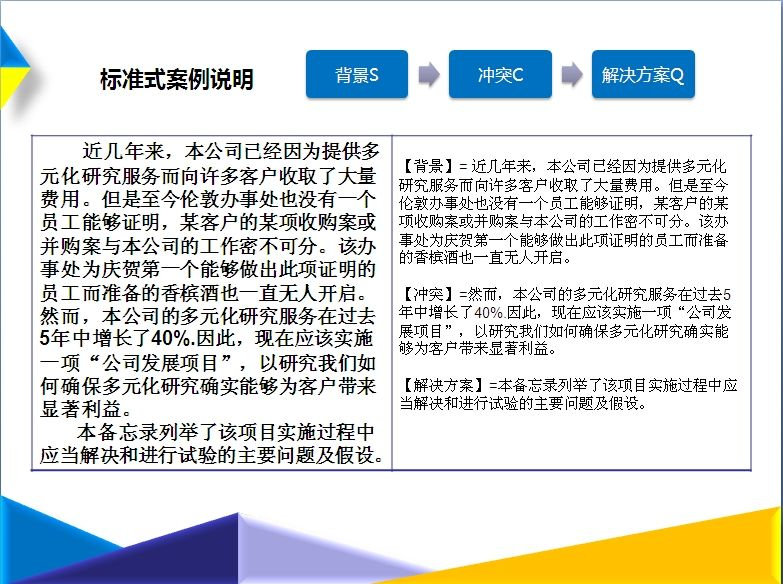 标准式案例说明
背景S
冲突C
解决方案Q
近几年来，本公司已经因为提供多
元化研究服务而向许多客户收取了大量
费用。但是至今伦敦办事处也没有一个
员工能够证明，某客户的某项收购案或
并购案与本公司的工作密不可分。该办
事处为庆贺第一个能够做出此项证明的
员工而准备的香槟酒也一直无人开启。
然而，本公司的多元化研究服务在过去
5年中增长了40%.因此，现在应该实施
一项“公司发展项目”，以研究我们如
何确保多元化研究确实能够为客户带来
显著利益。
本备忘录列举了该项目实施过程中
应当解决和进行试验的主要问题及假设。
【背景】= 近几年来，本公司已经因为提供多元化
研究服务而向许多客户收取了大量费用。但是至今
伦敦办事处也没有一个员工能够证明，某客户的某
项收购案或并购案与本公司的工作密不可分。该办
事处为庆贺第一个能够做出此项证明的员工而准备
的香槟酒也一直无人开启。
【冲突】=然而，本公司的多元化研究服务在过去5
年中增长了40%.因此，现在应该实施一项“公司发
展项目”，以研究我们如何确保多元化研究确实能
够为客户带来显著利益。
【解决方案】=本备忘录列举了该项目实施过程中应
当解决和进行试验的主要问题及假设。